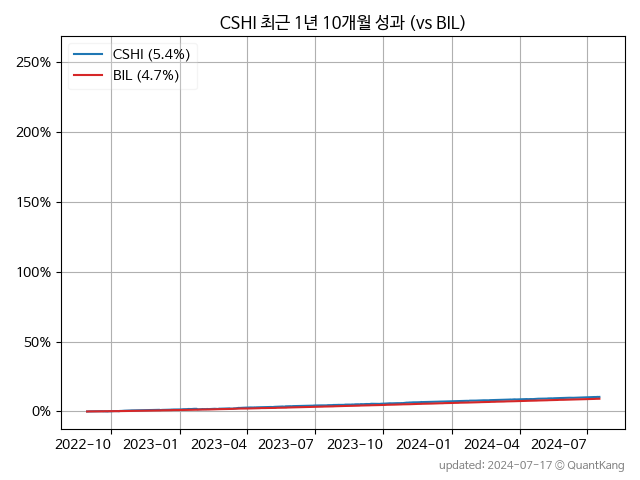 CSHI 최근 1년 10개월 성과 (vs BIL)
CSHI (5.4%)
BIL (4.7%)
250%
200%
150%
100%
50%
0%
2022-10 2023-01 2023-04 2023-07 2023-10 2024-01 2024-04 2024-07
updated: 2024-07-17 © QuantKang